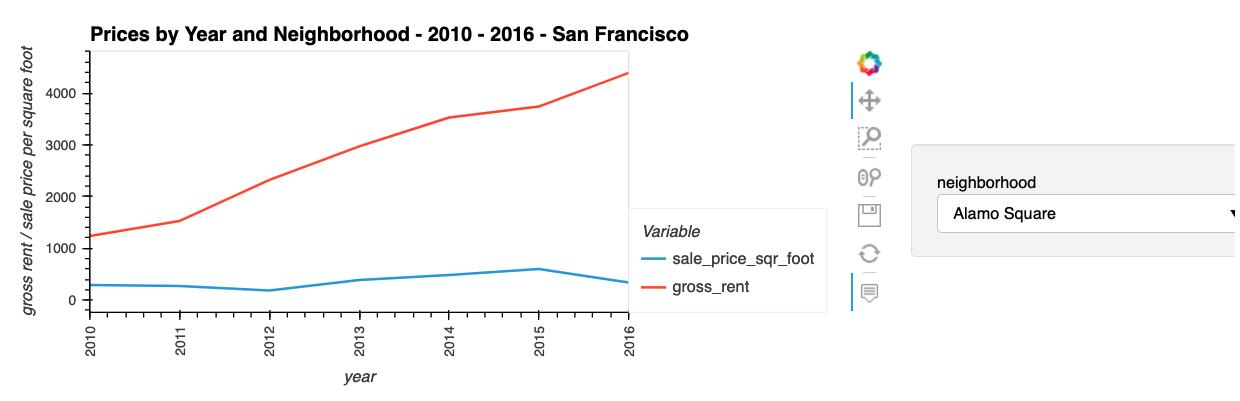 Prices by Year and Neighborhood - 2010 - 2016 - San Francisco
gross rent / sale price per square foot
4000
3000
2000
1000
0
2010
2011
2012
2013
2014
2015
2016
year
Variable
sale_price_sqr_foot
gross_rent
neighborhood
Alamo Square